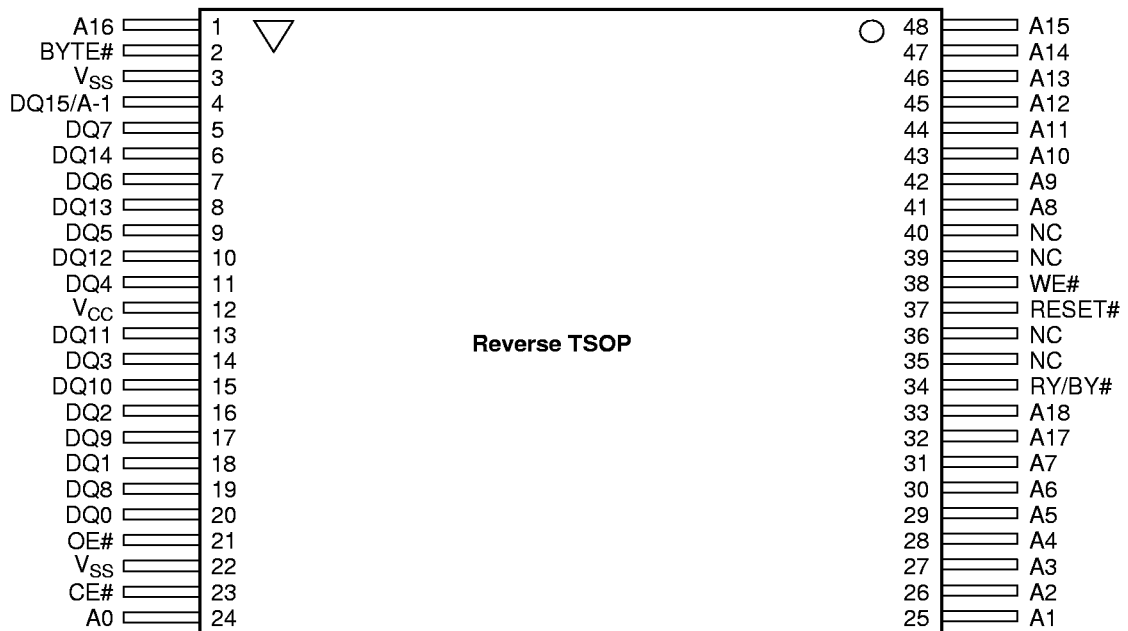 A16 1 48 A15
BYTE# 2 47 A14
VSS 3 46 A13
DQ15/A-1 4 45 A12
DQ7 5 44 A11
DQ14 6 43 A10
DQ6 7 42 A9
DQ13 8 41 A8
DQ5 9 40 NC
DQ12 10 39 NC
DQ4 11 38 WE#
VCC 12 37 RESET#
DQ11 13 36 NC
Reverse TSOP
DQ3 14 35 NC
DQ10 15 34 RY/BY#
DQ2 16 33 A18
DQ9 17 32 A17
DQ1 18 31 A7
DQ8 19 30 A6
DQ0 20 29 A5
OE# 21 28 A4
VSS 22 27 A3
CE# 23 26 A2
A0 24 25 A1